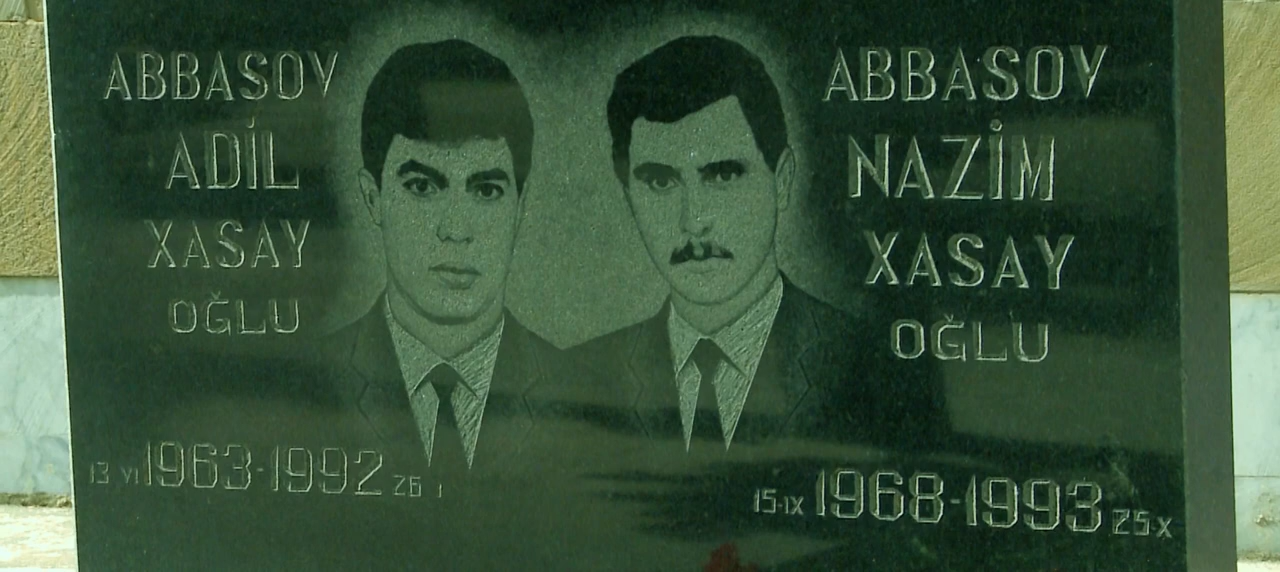 ABBASOV
ADİL
XASAY
OĞLU
13 VI 1963-1992 26 I
ABBASOV
NAZİM
XASAY
OĞLU
15-IX 1968-1993 25-X